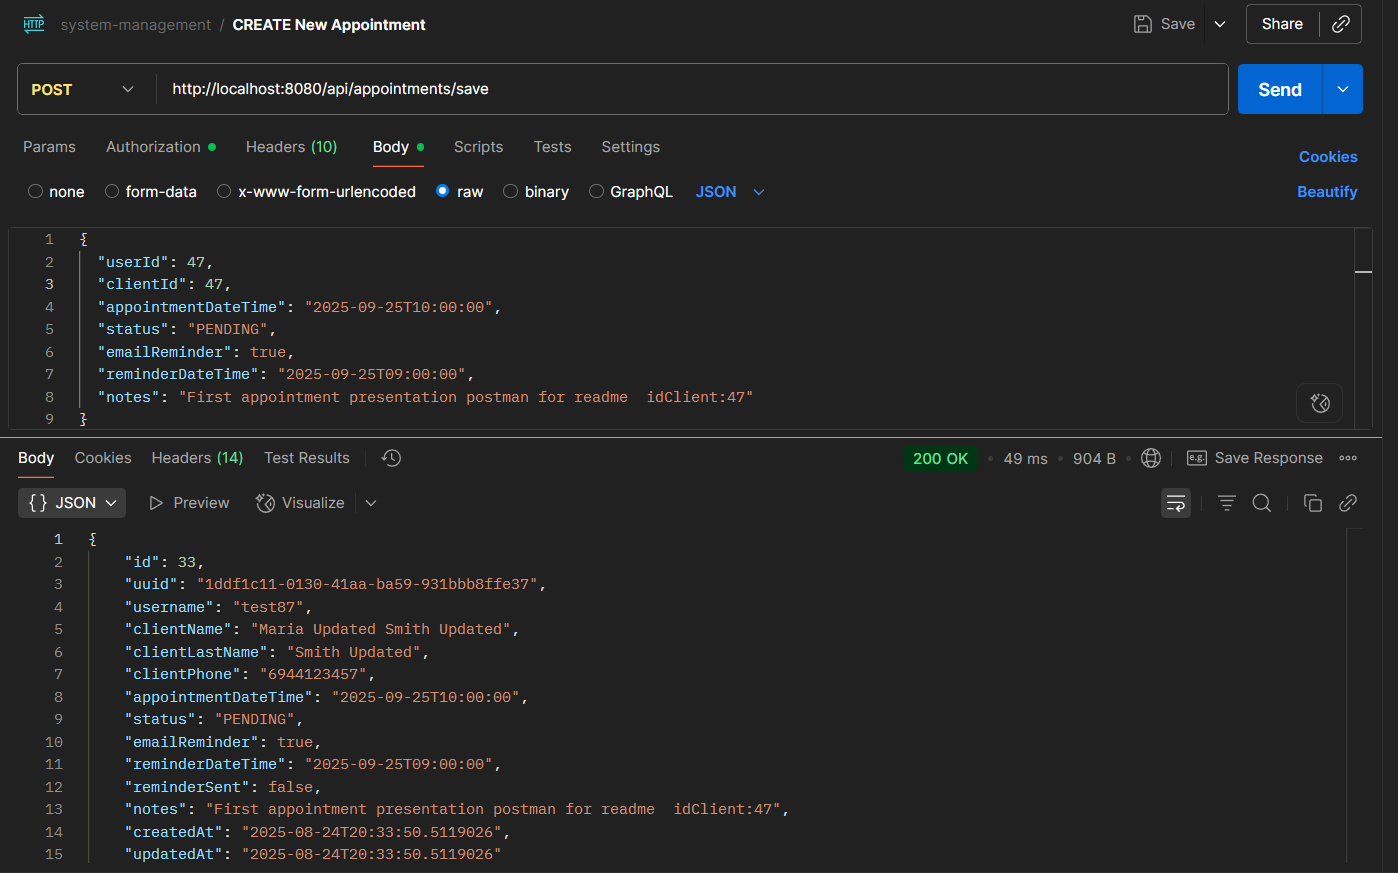 HTTP system-management / CREATE New Appointment Save Share
POST http://localhost:8080/api/appointments/save Send
Params Authorization Headers (10) Body Scripts Tests Settings Cookies
none form-data x-www-form-urlencoded raw binary GraphQL JSON Beautify
1 {
2 "userId": 47,
3 "clientId": 47,
4 "appointmentDateTime": "2025-09-25T10:00:00",
5 "status": "PENDING",
6 "emailReminder": true,
7 "reminderDateTime": "2025-09-25T09:00:00",
8 "notes": "First appointment presentation postman for readme  idClient:47"
9 }
Body Cookies Headers (14) Test Results 200 OK • 49 ms • 904 B • e.g. Save Response
{} JSON Preview Visualize
1 {
2 "id": 33,
3 "uuid": "1ddf1c11-0130-41aa-ba59-931bbb8ffe37",
4 "username": "test87",
5 "clientName": "Maria Updated Smith Updated",
6 "clientLastName": "Smith Updated",
7 "clientPhone": "6944123457",
8 "appointmentDateTime": "2025-09-25T10:00:00",
9 "status": "PENDING",
10 "emailReminder": true,
11 "reminderDateTime": "2025-09-25T09:00:00",
12 "reminderSent": false,
13 "notes": "First appointment presentation postman for readme  idClient:47",
14 "createdAt": "2025-08-24T20:33:50.5119026",
15 "updatedAt": "2025-08-24T20:33:50.5119026"